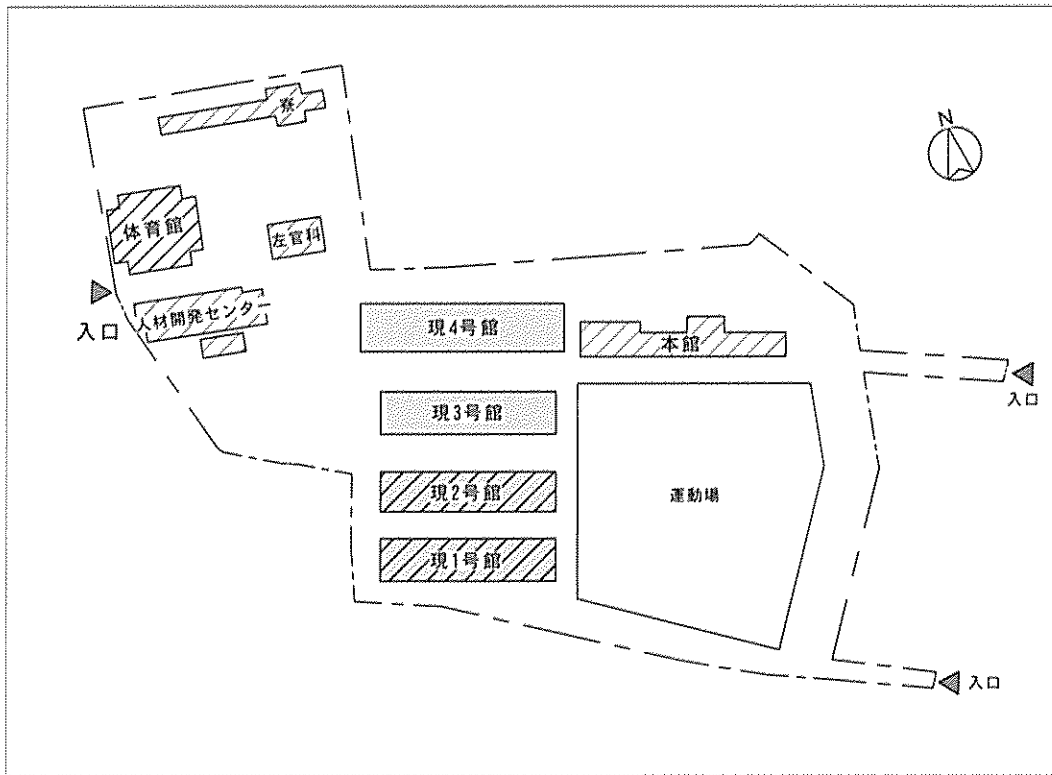 寮
N
体育館
左官科
人材開発センター
入口
現4号館
本館
入口
現3号館
現2号館
運動場
現1号館
入口